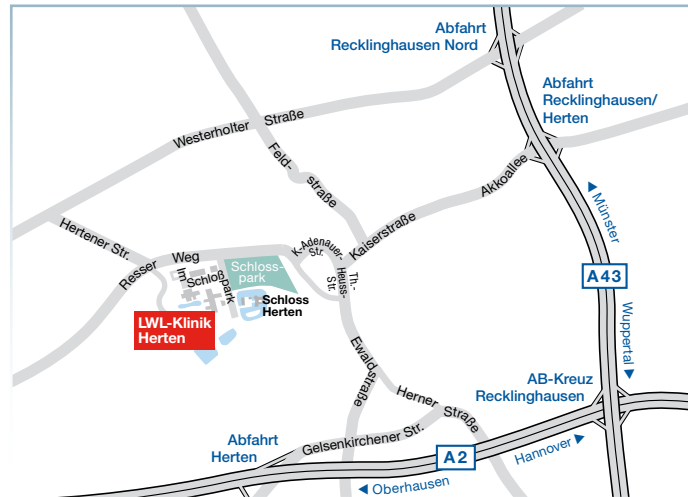 Abfahrt
Recklinghausen Nord
Abfahrt
Recklinghausen/
Herten
Westerholter Straße
Feld-
straße
Akkoallee
Kaiserstraße
Münster
Hertener Str.
Resser Weg
K-Adenauer-
Str.
Th.-
Heuss-
Str.
Im
Schloß
park
Schloss-
park
Schloss
Herten
A43
LWL-Klinik
Herten
Wuppertal
Ewaldstraße
AB-Kreuz
Recklinghausen
Herner Straße
Abfahrt
Herten
Gelsenkirchener Str.
A2
Hannover
Oberhausen